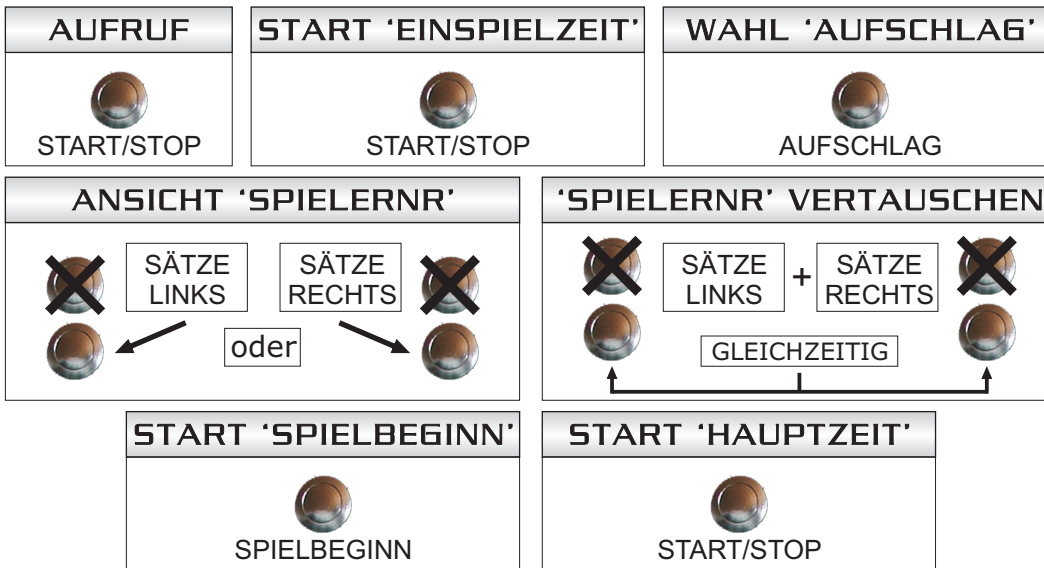 AUFRUF
START/STOP
START ‘EINSPIELZEIT’
START/STOP
WAHL ‘AUFSCHLAG’
AUFSCHLAG
ANSICHT ‘SPIELERNR’
SÄTZE
LINKS
SÄTZE
RECHTS
oder
‘SPIELERNR’ VERTAUSCHEN
SÄTZE
LINKS
+
SÄTZE
RECHTS
GLEICHZEITIG
START ‘SPIELBEGINN’
SPIELBEGINN
START ‘HAUPTZEIT’
START/STOP